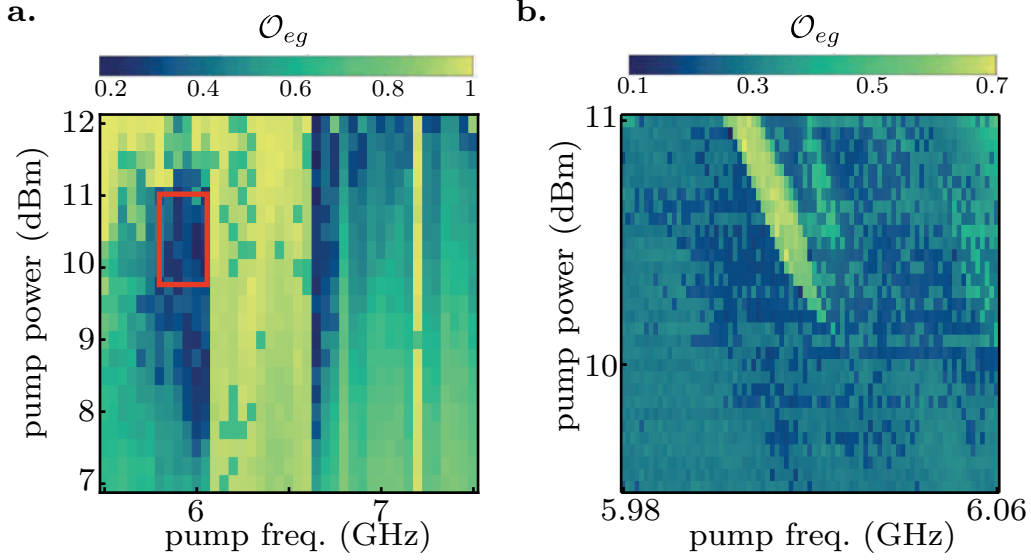 a.
𝒪eg
0.2 0.4 0.6 0.8 1
12
11
10
9
8
7
pump power (dBm)
6 7
pump freq. (GHz)
b.
𝒪eg
0.1 0.3 0.5 0.7
11
10
pump power (dBm)
5.98 6.06
pump freq. (GHz)